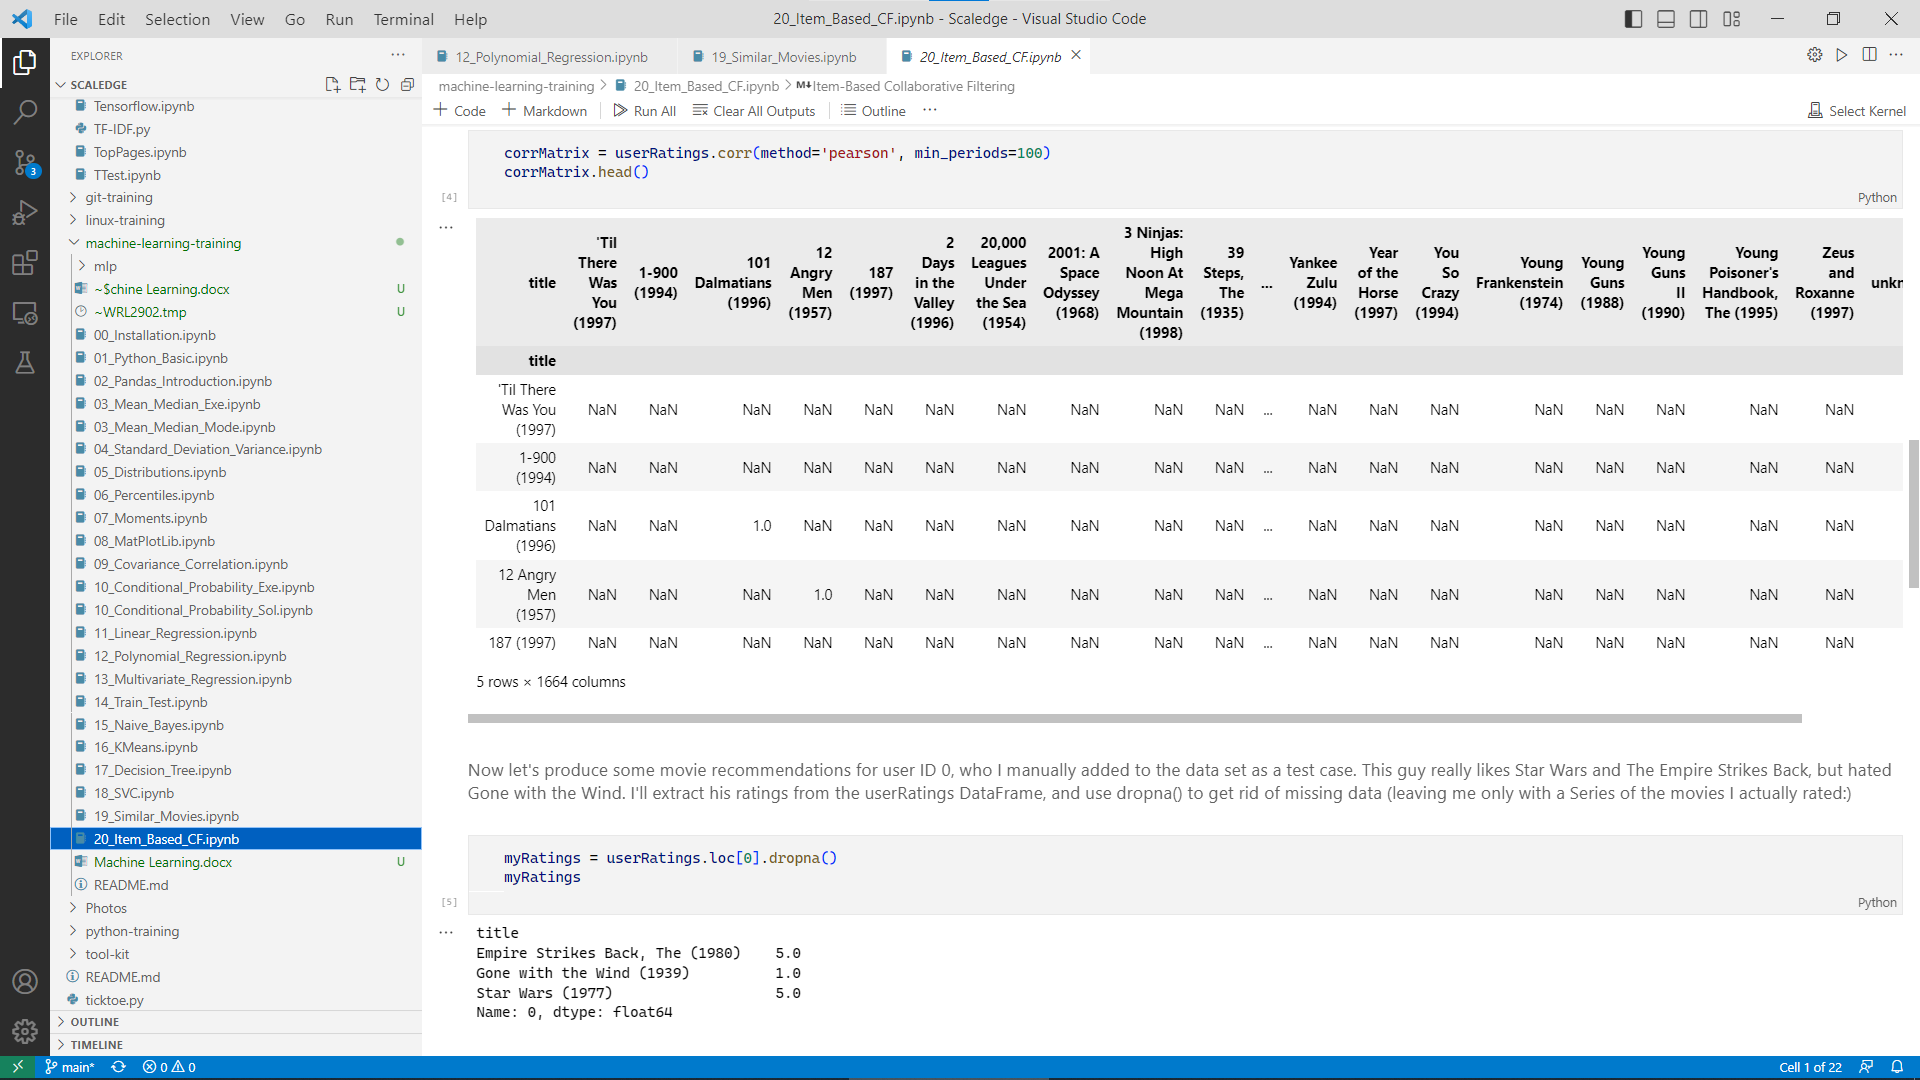 File Edit Selection View Go Run Terminal Help
20_Item_Based_CF.ipynb - Scaledge - Visual Studio Code
EXPLORER
SCALEDGE
Tensorflow.ipynb
TF-IDF.py
TopPages.ipynb
TTest.ipynb
git-training
linux-training
machine-learning-training
mlp
~$chine Learning.docx U
~WRL2902.tmp U
00_Installation.ipynb
01_Python_Basic.ipynb
02_Pandas_Introduction.ipynb
03_Mean_Median_Exe.ipynb
03_Mean_Median_Mode.ipynb
04_Standard_Deviation_Variance.ipynb
05_Distributions.ipynb
06_Percentiles.ipynb
07_Moments.ipynb
08_MatPlotLib.ipynb
09_Covariance_Correlation.ipynb
10_Conditional_Probability_Exe.ipynb
10_Conditional_Probability_Sol.ipynb
11_Linear_Regression.ipynb
12_Polynomial_Regression.ipynb
13_Multivariate_Regression.ipynb
14_Train_Test.ipynb
15_Naive_Bayes.ipynb
16_KMeans.ipynb
17_Decision_Tree.ipynb
18_SVC.ipynb
19_Similar_Movies.ipynb
20_Item_Based_CF.ipynb
Machine Learning.docx U
README.md
Photos
python-training
tool-kit
README.md
ticktoe.py
OUTLINE
TIMELINE
3
12_Polynomial_Regression.ipynb 19_Similar_Movies.ipynb 20_Item_Based_CF.ipynb
machine-learning-training > 20_Item_Based_CF.ipynb > M↓Item-Based Collaborative Filtering
+ Code + Markdown Run All Clear All Outputs Outline ... Select Kernel
corrMatrix = userRatings.corr(method='pearson', min_periods=100)
corrMatrix.head()
[4] Python
title 'Til There Was You (1997) 1-900 (1994) 101 Dalmatians (1996) 12 Angry Men (1957) 187 (1997) 2 Days in the Valley (1996) 20,000 Leagues Under the Sea (1954) 2001: A Space Odyssey (1968) 3 Ninjas: High Noon At Mega Mountain (1998) 39 Steps, The (1935) ... Yankee Zulu (1994) Year of the Horse (1997) You So Crazy (1994) Young Frankenstein (1974) Young Guns (1988) Young Guns II (1990) Young Poisoner's Handbook, The (1995) Zeus and Roxanne (1997) unkn
title
'Til There Was You (1997) NaN NaN NaN NaN NaN NaN NaN NaN NaN NaN ... NaN NaN NaN NaN NaN NaN NaN NaN
1-900 (1994) NaN NaN NaN NaN NaN NaN NaN NaN NaN NaN ... NaN NaN NaN NaN NaN NaN NaN NaN
101 Dalmatians (1996) NaN NaN 1.0 NaN NaN NaN NaN NaN NaN NaN ... NaN NaN NaN NaN NaN NaN NaN NaN
12 Angry Men (1957) NaN NaN NaN 1.0 NaN NaN NaN NaN NaN NaN ... NaN NaN NaN NaN NaN NaN NaN NaN
187 (1997) NaN NaN NaN NaN NaN NaN NaN NaN NaN NaN ... NaN NaN NaN NaN NaN NaN NaN NaN
5 rows × 1664 columns
Now let's produce some movie recommendations for user ID 0, who I manually added to the data set as a test case. This guy really likes Star Wars and The Empire Strikes Back, but hated
Gone with the Wind. I'll extract his ratings from the userRatings DataFrame, and use dropna() to get rid of missing data (leaving me only with a Series of the movies I actually rated:)
myRatings = userRatings.loc[0].dropna()
myRatings
[5] Python
title
Empire Strikes Back, The (1980) 5.0
Gone with the Wind (1939) 1.0
Star Wars (1977) 5.0
Name: 0, dtype: float64
main* 0 0 Cell 1 of 22